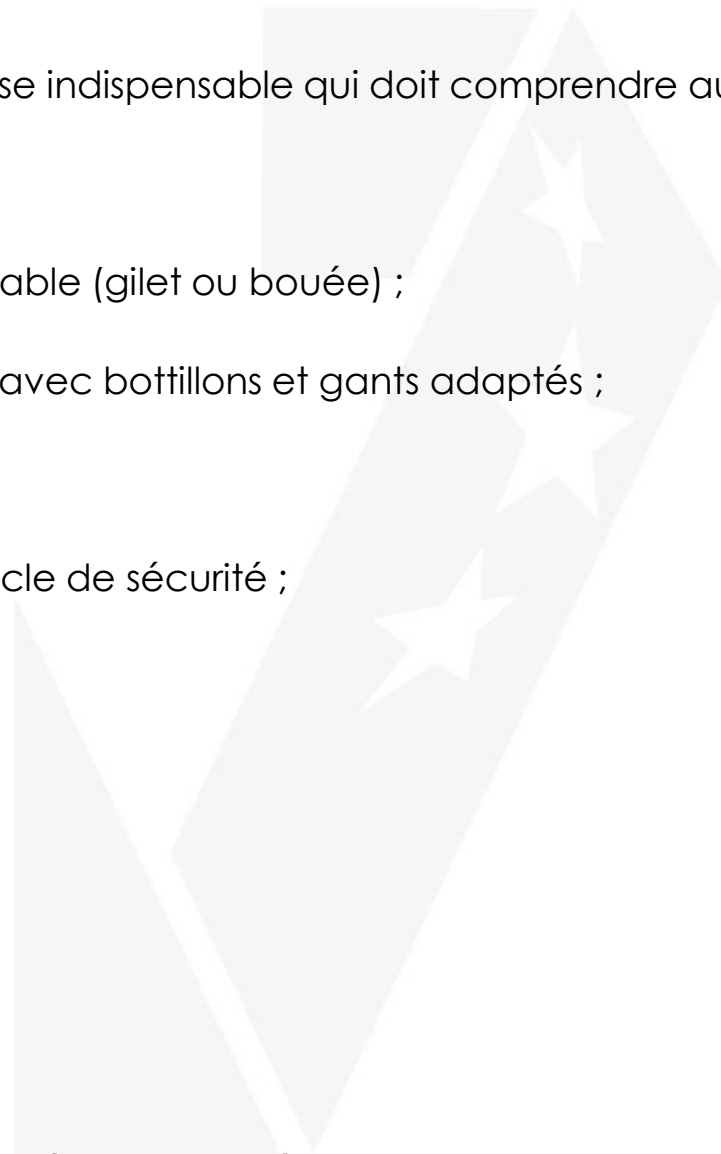 se indispensable qui doit comprendre au
able (gilet ou bouée) ;
avec bottillons et gants adaptés ;
cle de sécurité ;